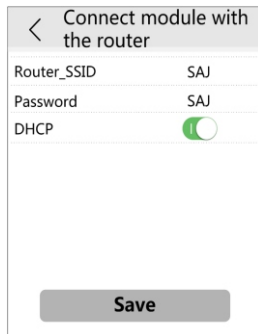 Connect module with
the router
Router_SSID SAJ
Password SAJ
DHCP
Save